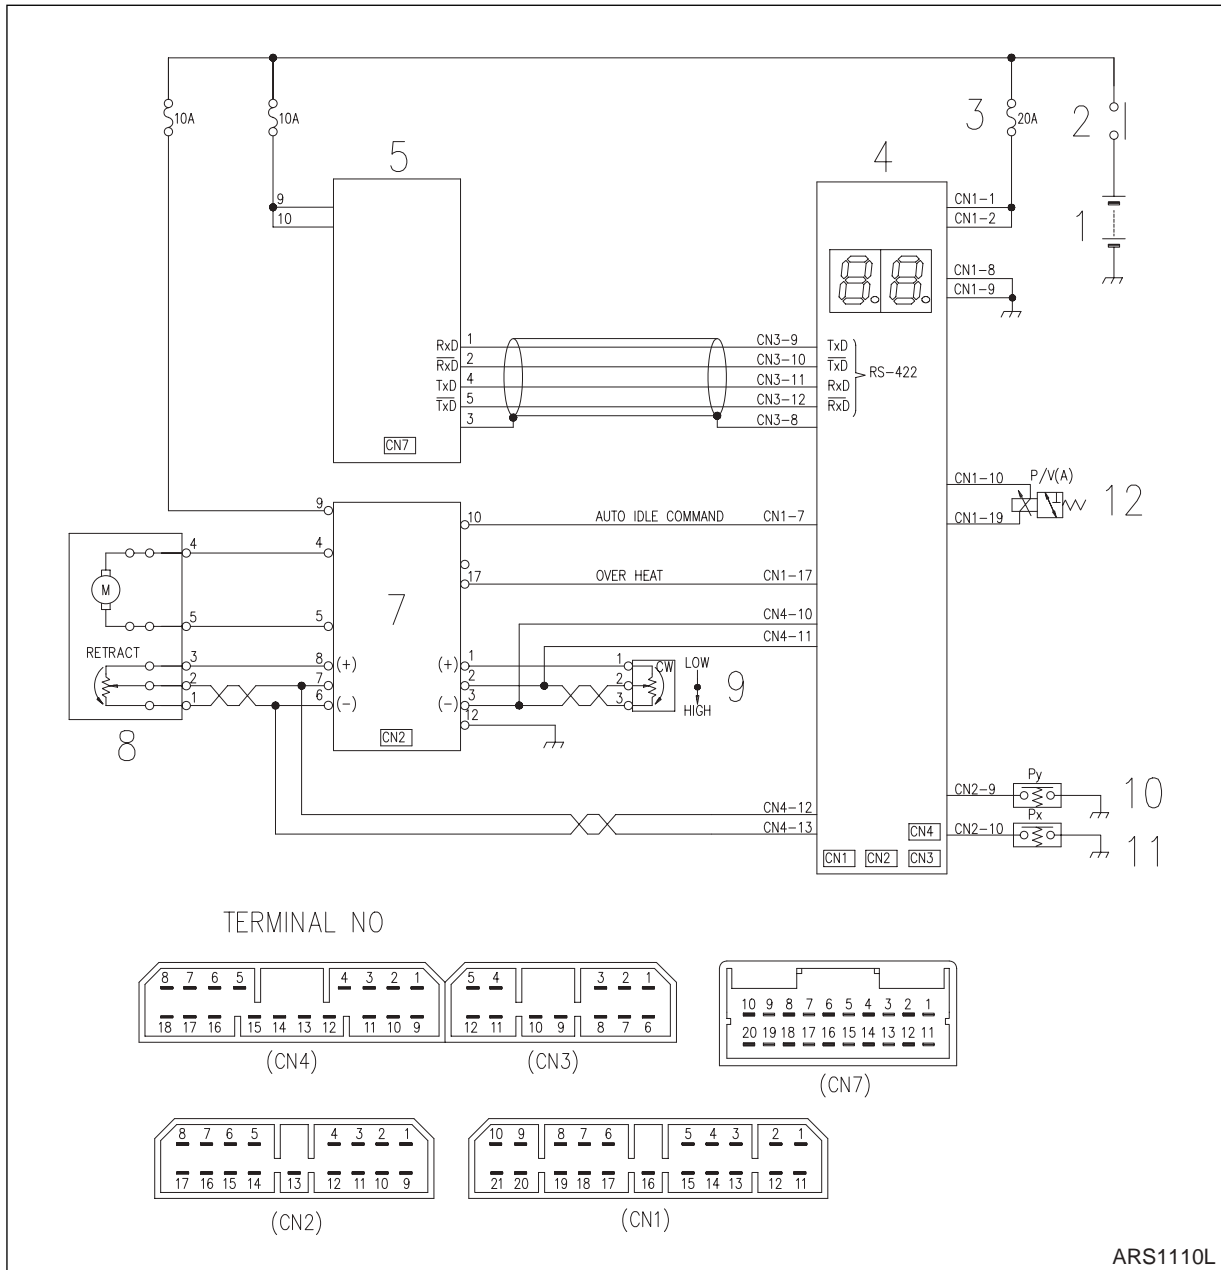 10A
10A
3
20A
2
5
4
9
10
CN1-1
CN1-2
1
CN1-8
CN1-9
RxD 1 CN3-9 TxD
RxD 2 CN3-10 TxD
TxD 4 CN3-11 RxD
TxD 5 CN3-12 RxD
3 CN3-8
RS-422
CN7
CN1-10 P/V(A)
CN1-19
12
9
10 AUTO IDLE COMMAND CN1-7
4 4
M
17 OVER HEAT CN1-17
7
5 5
CN4-10
CN4-11
RETRACT
3 8 (+) (+) 1 1 CW LOW
2 7 2 2
1 6 (-) (-) 3 3 HIGH
9
12
CN2
8
CN4-12
CN4-13
CN2-9 Py
10
CN2-10 Px
11
CN4
CN1 CN2 CN3
TERMINAL NO
8 7 6 5 4 3 2 1
18 17 16 15 14 13 12 11 10 9
(CN4)
5 4 3 2 1
12 11 10 9 8 7 6
(CN3)
10 9 8 7 6 5 4 3 2 1
20 19 18 17 16 15 14 13 12 11
(CN7)
8 7 6 5 4 3 2 1
17 16 15 14 13 12 11 10 9
(CN2)
10 9 8 7 6 5 4 3 2 1
21 20 19 18 17 16 15 14 13 12 11
(CN1)
ARS1110L